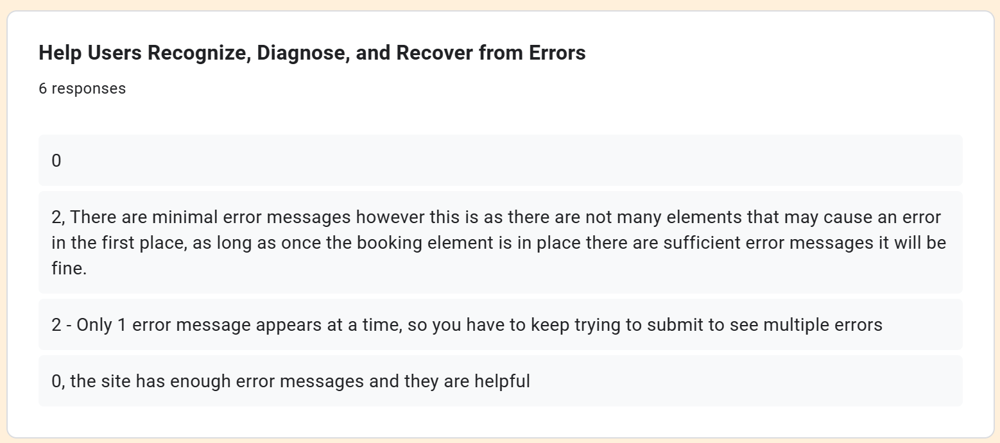 Help Users Recognize, Diagnose, and Recover from Errors
6 responses
0
2, There are minimal error messages however this is as there are not many elements that may cause an error
in the first place, as long as once the booking element is in place there are sufficient error messages it will be
fine.
2 - Only 1 error message appears at a time, so you have to keep trying to submit to see multiple errors
0, the site has enough error messages and they are helpful